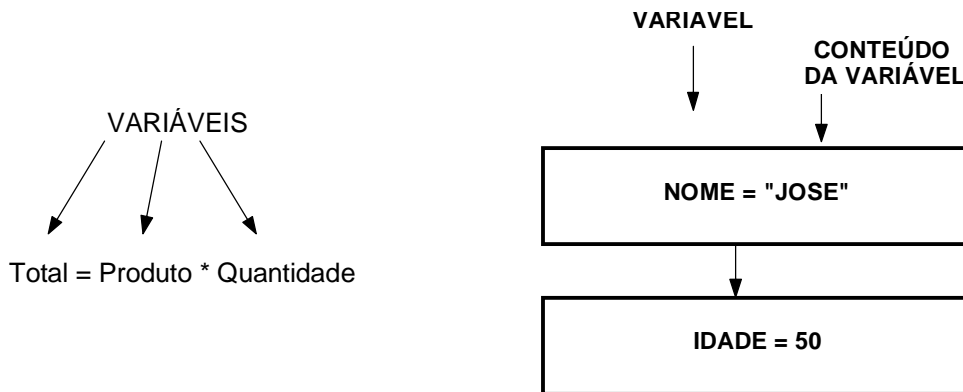 VARIÁVEIS
Total = Produto * Quantidade
VARIAVEL
CONTEÚDO
DA VARIÁVEL
NOME = "JOSE"
IDADE = 50